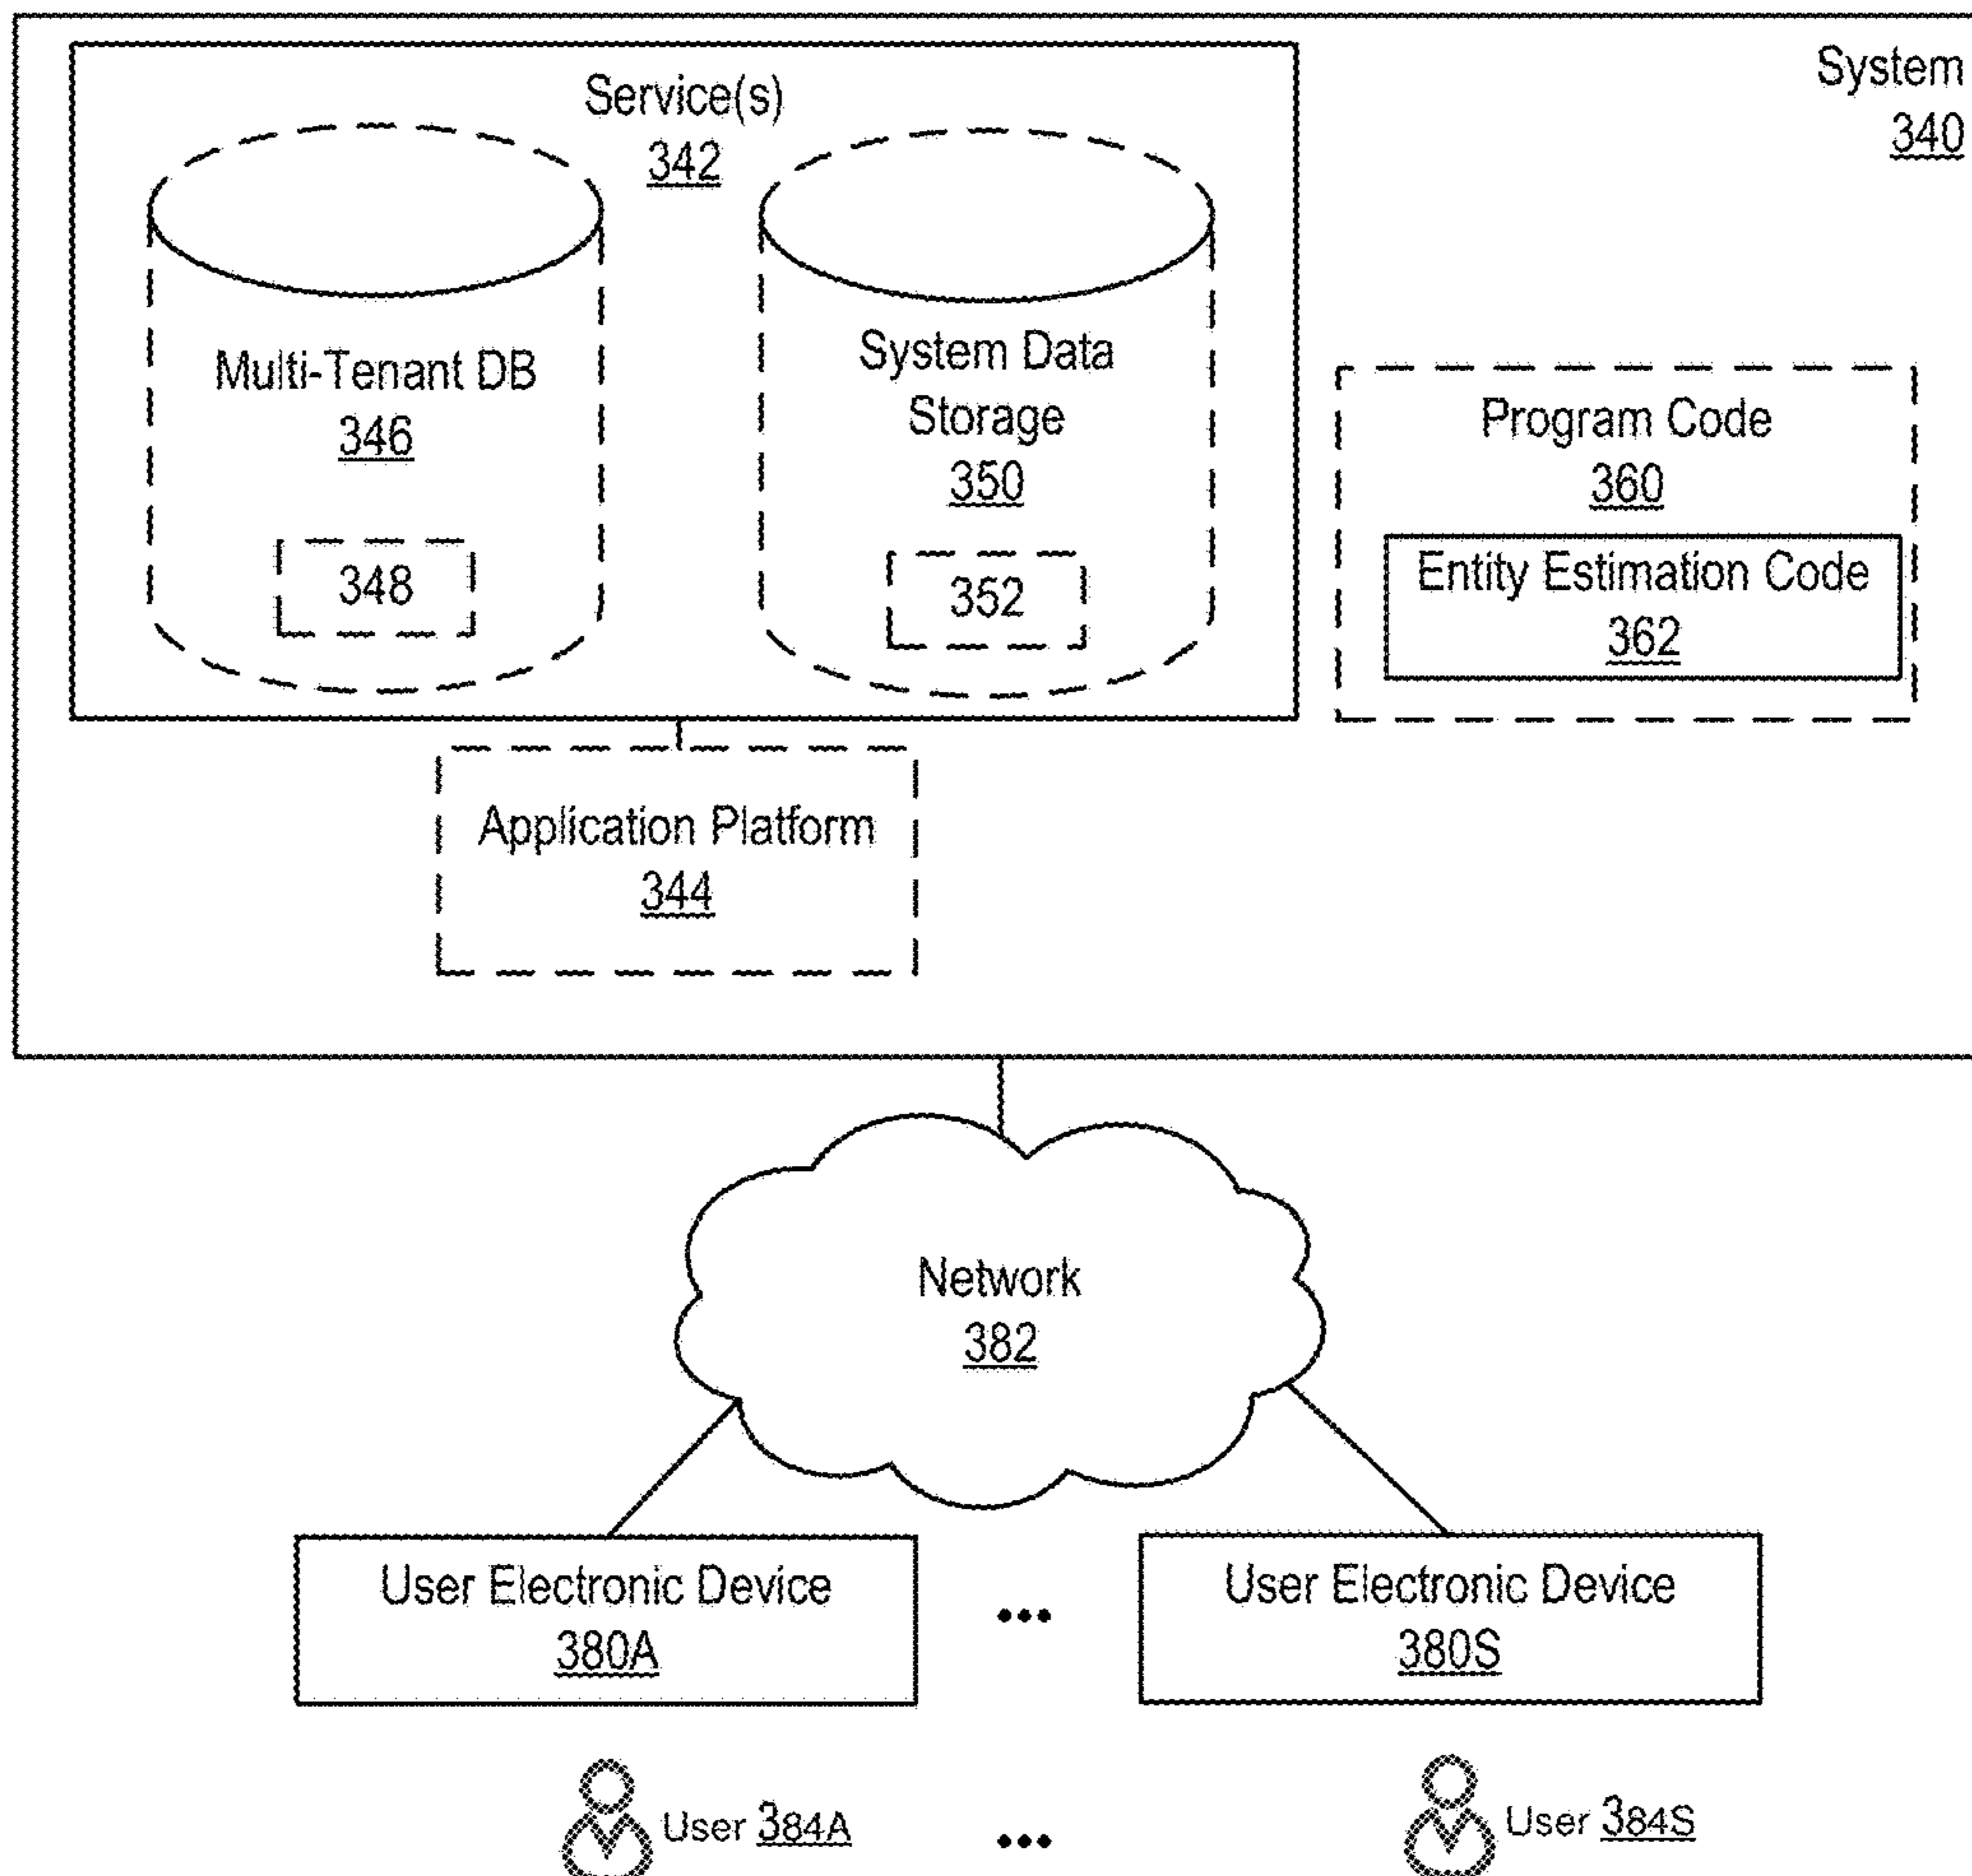 System
340
Service(s)
342
Multi-Tenant DB
346
348
System Data
Storage
350
352
Program Code
360
Entity Estimation Code
362
Application Platform
344
Network
382
User Electronic Device
380A
...
User Electronic Device
380S
User 384A
...
User 384S